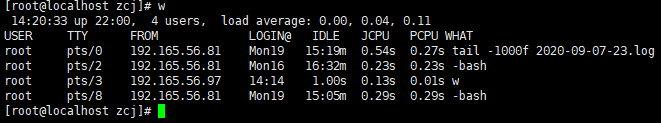 [root@localhost zcj]# w
 14:20:33 up 22:00,  4 users,  load average: 0.00, 0.04, 0.11
USER     TTY      FROM             LOGIN@   IDLE   JCPU   PCPU WHAT
root     pts/0    192.165.56.81    Mon19   15:19m  0.54s  0.27s tail -1000f 2020-09-07-23.log
root     pts/2    192.165.56.81    Mon16   16:32m  0.23s  0.23s -bash
root     pts/3    192.165.56.97    14:14    1.00s  0.13s  0.01s w
root     pts/8    192.165.56.81    Mon19   15:05m  0.29s  0.29s -bash
[root@localhost zcj]#